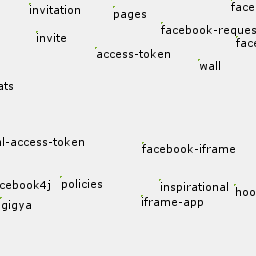 invitation
pages
face
facebook-reques
invite
face
access-token
wall
ats
l-access-token
facebook-iframe
cebook4j
policies
inspirational
hoo
gigya
iframe-app